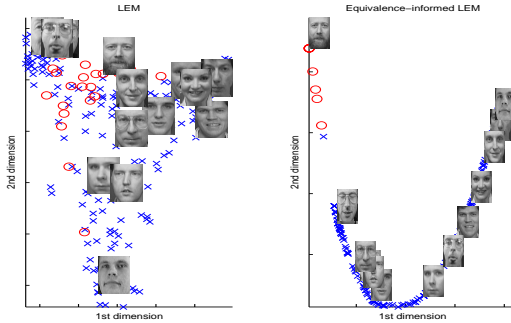 LEM
2nd dimension
1st dimension
Equivalence−informed LEM
2nd dimension
1st dimension